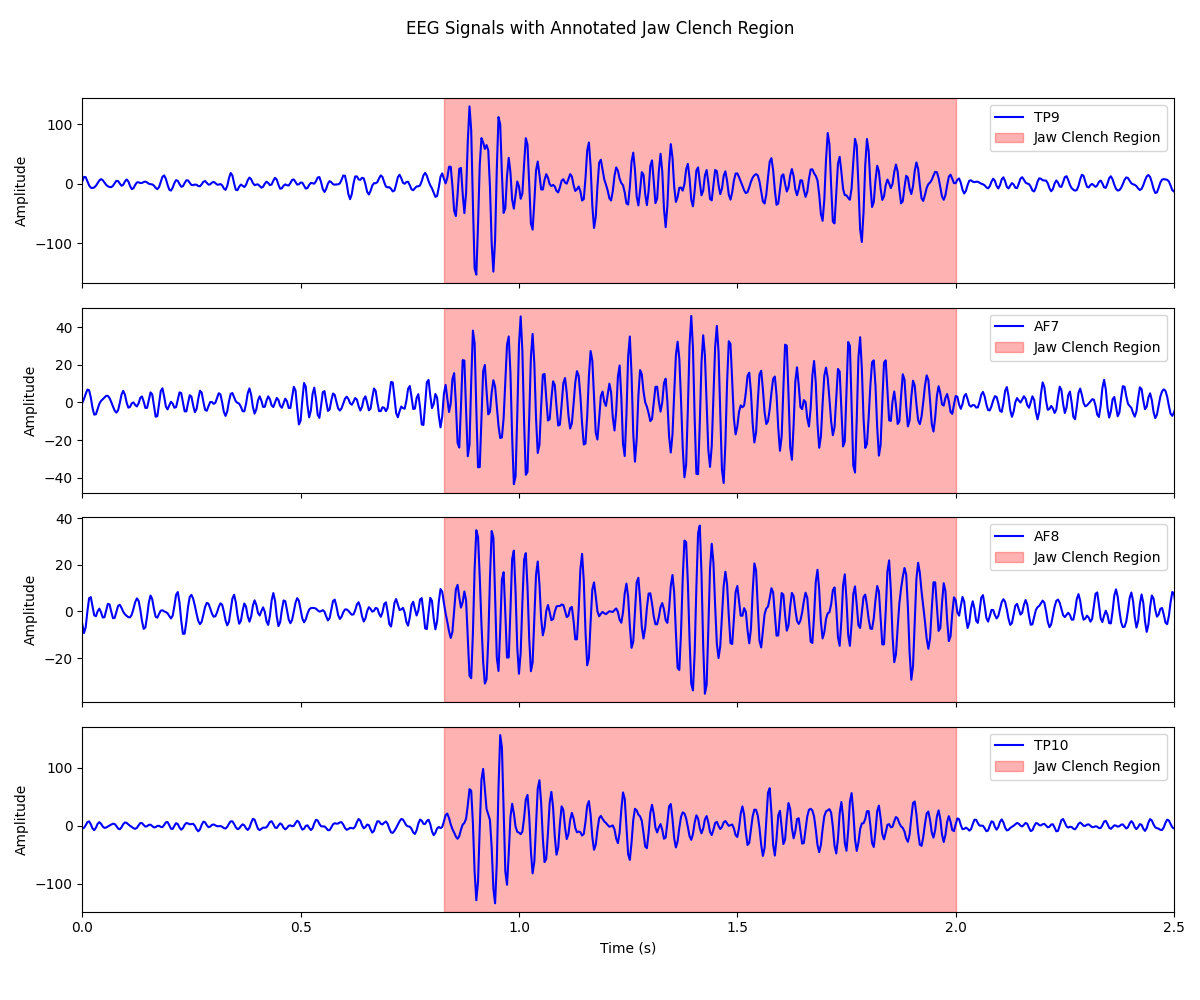 EEG Signals with Annotated Jaw Clench Region
100
0
−100
Amplitude
TP9
Jaw Clench Region
40
20
0
−20
−40
Amplitude
AF7
Jaw Clench Region
40
20
0
−20
Amplitude
AF8
Jaw Clench Region
100
0
−100
Amplitude
TP10
Jaw Clench Region
0.0 0.5 1.0 1.5 2.0 2.5
Time (s)